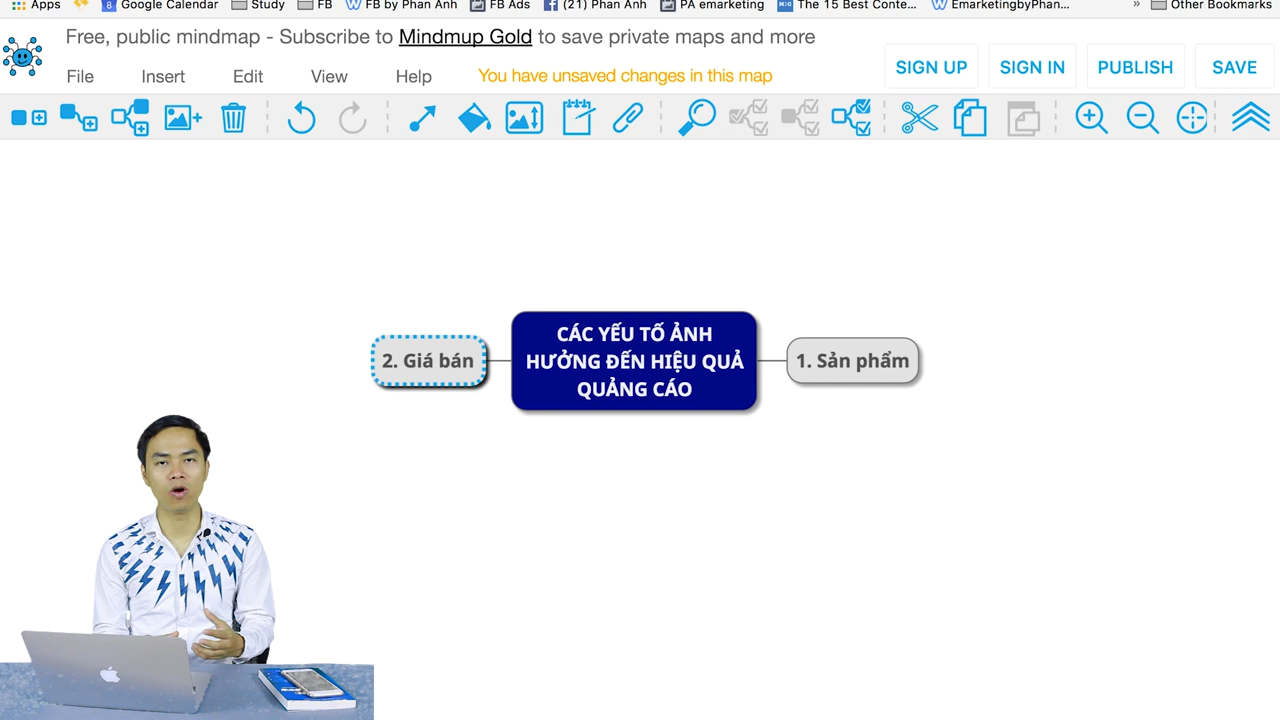 Apps
8
Google Calendar
Study
FB
FB by Phan Anh
FB Ads
(21) Phan Anh
PA emarketing
The 15 Best Conte...
EmarketingbyPhan...
»
Other Bookmarks
Free, public mindmap - Subscribe to Mindmup Gold to save private maps and more
File
Insert
Edit
View
Help
You have unsaved changes in this map
SIGN UP
SIGN IN
PUBLISH
SAVE
2. Giá bán
CÁC YẾU TỐ ẢNH
HƯỞNG ĐẾN HIỆU QUẢ
QUẢNG CÁO
1. Sản phẩm